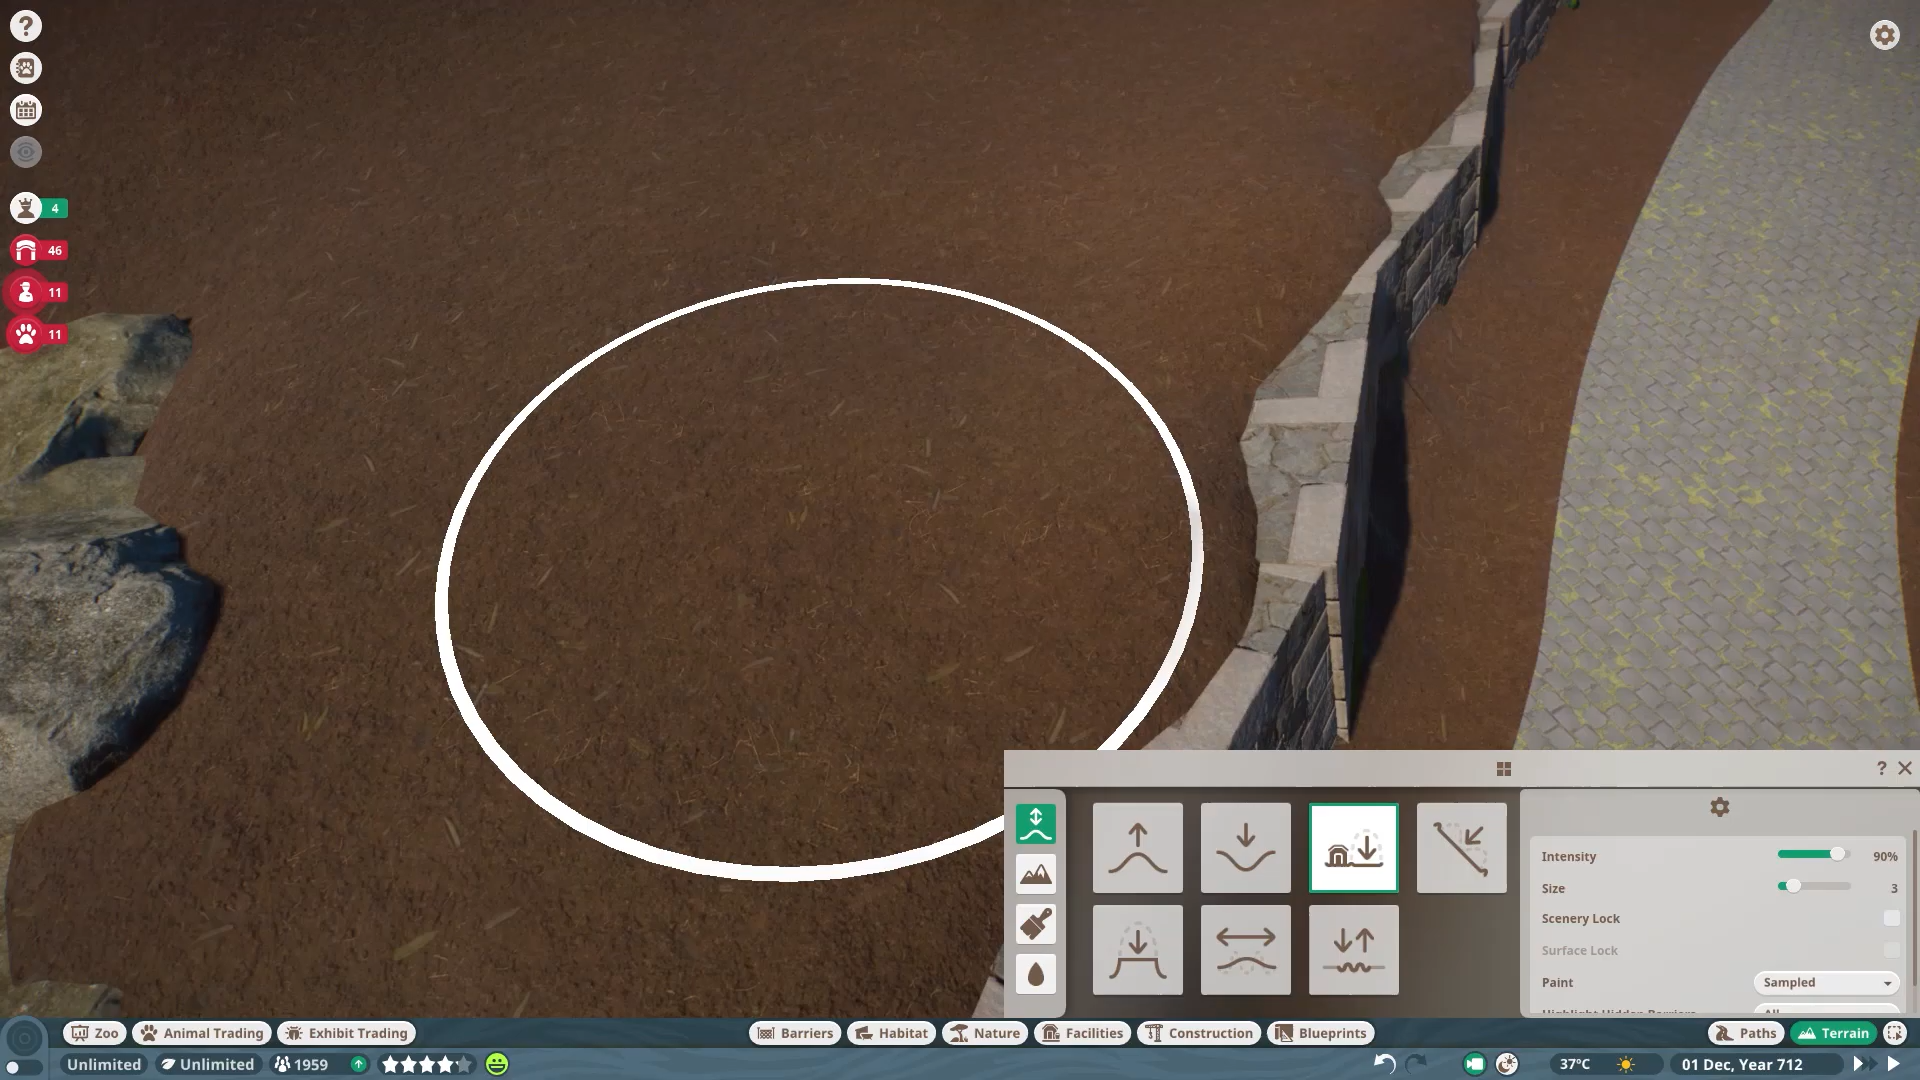 ?
4
46
11
11
?
Intensity 90%
Size 3
Scenery Lock
Surface Lock
Paint Sampled
Zoo Animal Trading Exhibit Trading Barriers Habitat Nature Facilities Construction Blueprints Paths Terrain
Unlimited Unlimited 1959 37°C 01 Dec, Year 712